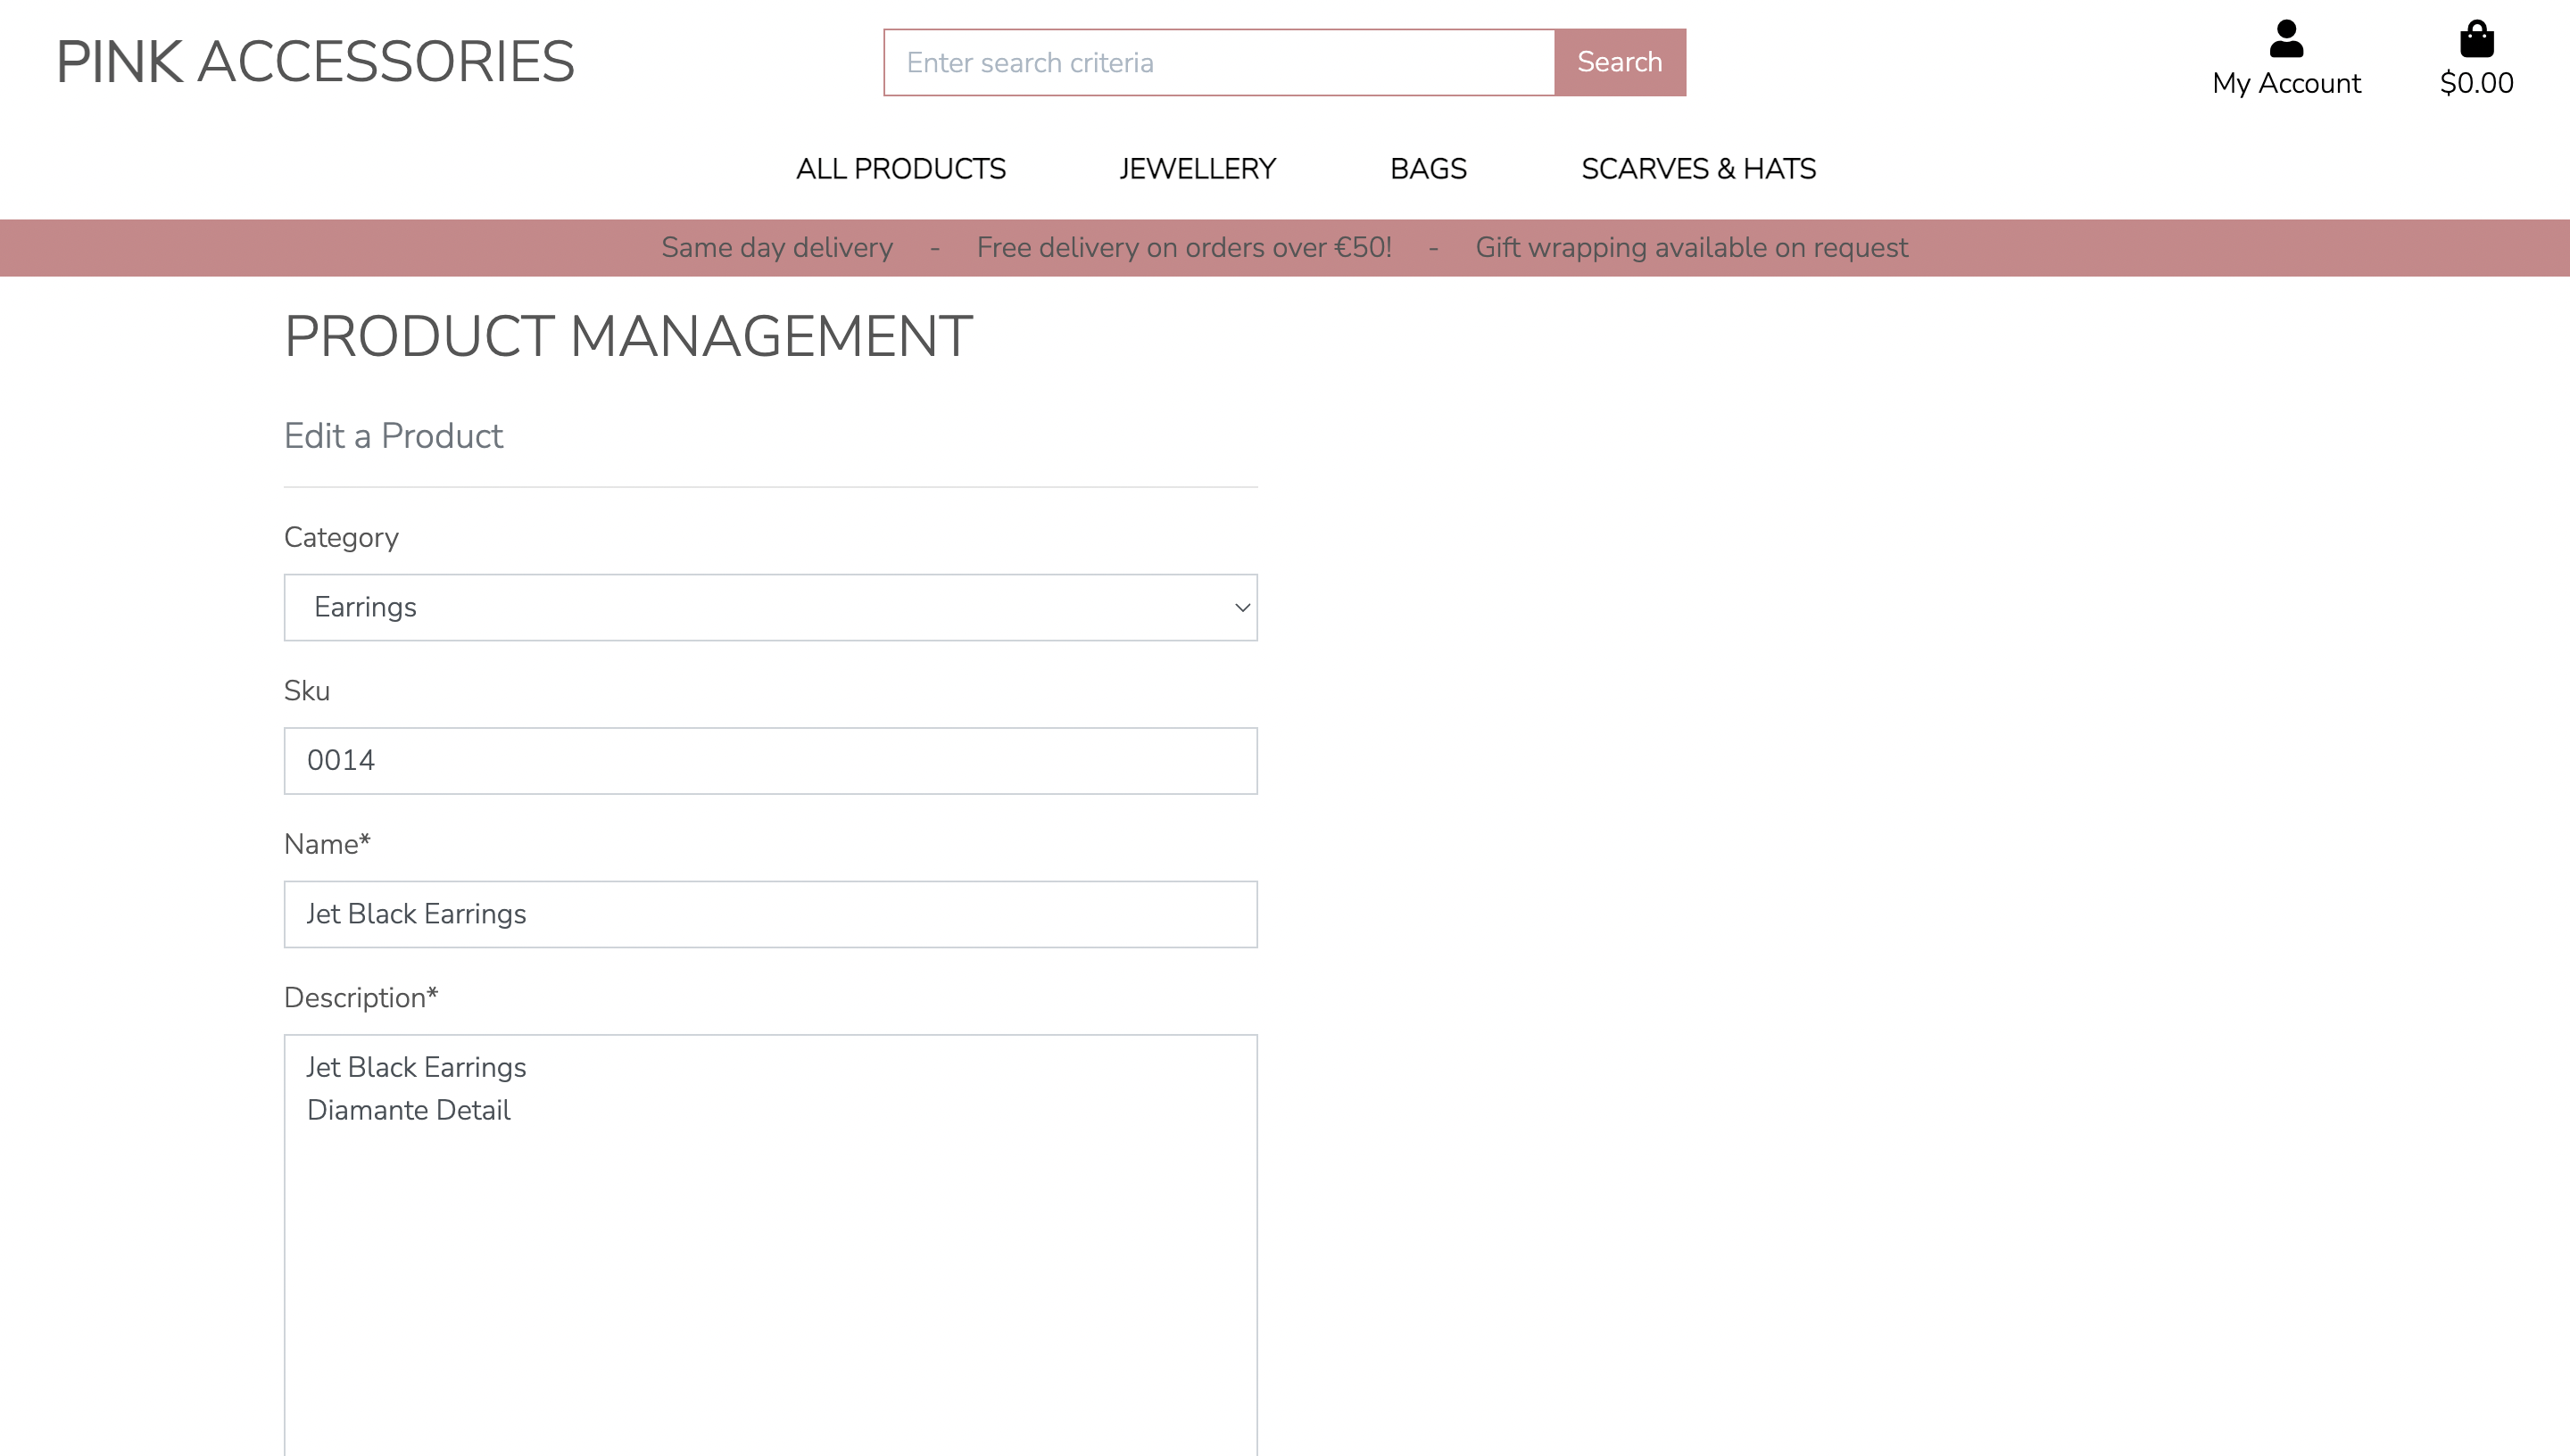 PINK ACCESSORIES
Enter search criteria
Search
My Account
$0.00
ALL PRODUCTS JEWELLERY BAGS SCARVES & HATS
Same day delivery - Free delivery on orders over €50! - Gift wrapping available on request
PRODUCT MANAGEMENT
Edit a Product
Category
Earrings
Sku
0014
Name*
Jet Black Earrings
Description*
Jet Black Earrings
Diamante Detail